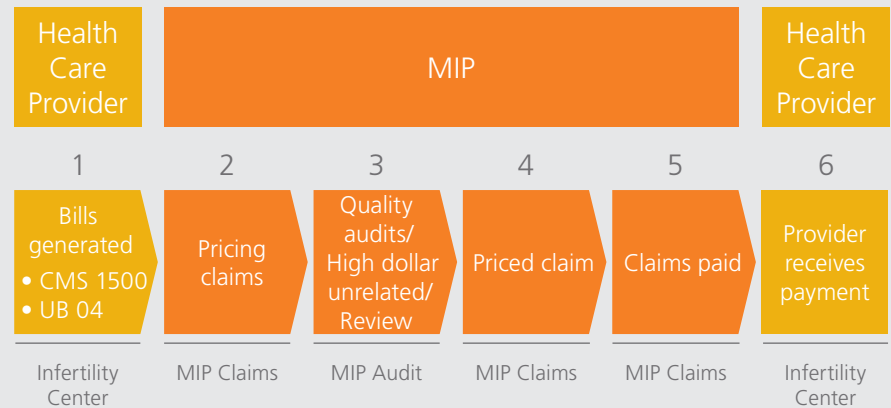 Health
Care
Provider
MIP
Health
Care
Provider
1
2
3
4
5
6
Bills
generated
• CMS 1500
• UB 04
Pricing
claims
Quality
audits/
High dollar
unrelated/
Review
Priced claim
Claims paid
Provider
receives
payment
Infertility
Center
MIP Claims
MIP Audit
MIP Claims
MIP Claims
Infertility
Center